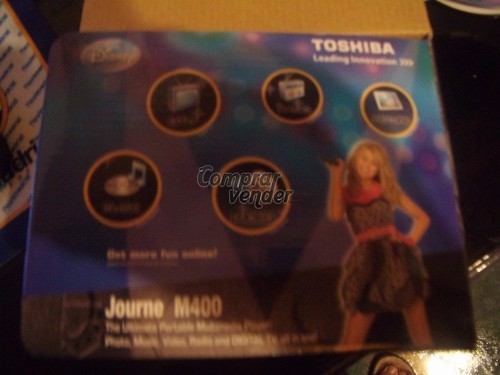 Disney
TOSHIBA
Leading Innovation >>>
Comprar
vender
Get more fun online!
Journe M400
The Ultimate Portable Multimedia Player
Photo, Music, Video, Radio and DIGITAL TV all in one!